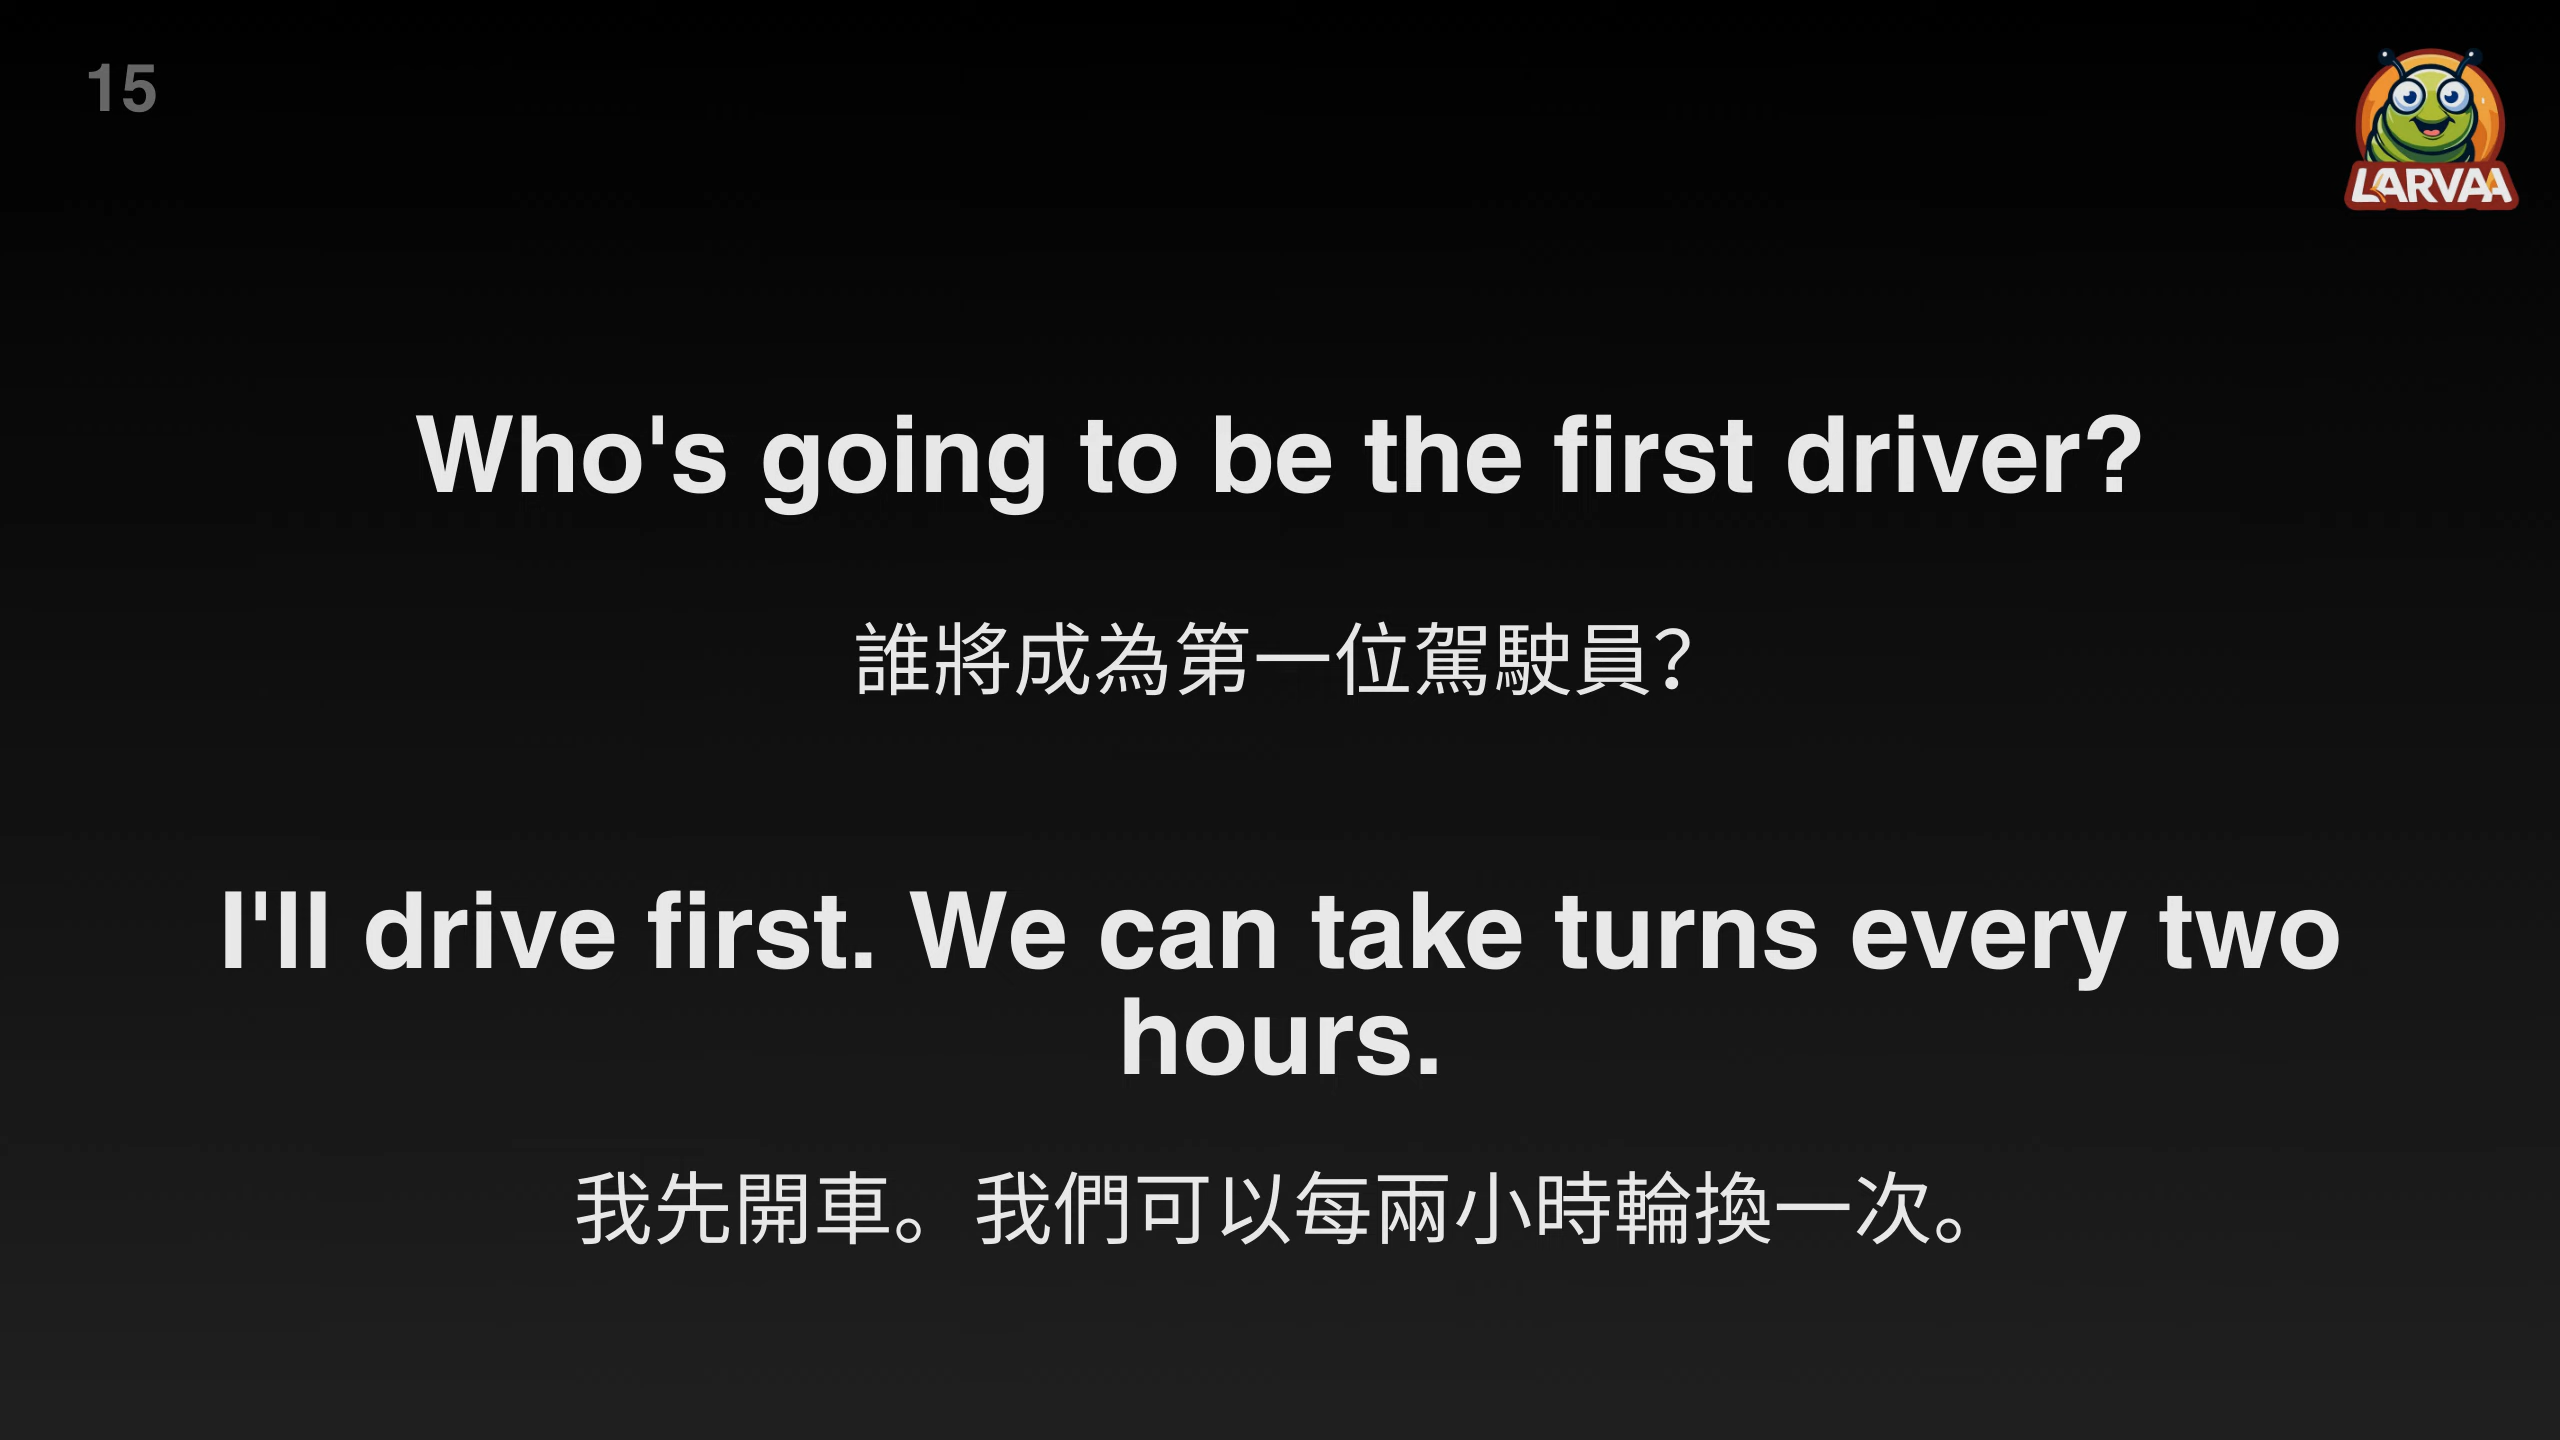 15
LARVAA
Who's going to be the first driver?
誰將成為第一位駕駛員？
I'll drive first. We can take turns every two
hours.
我先開車。我們可以每兩小時輪換一次。